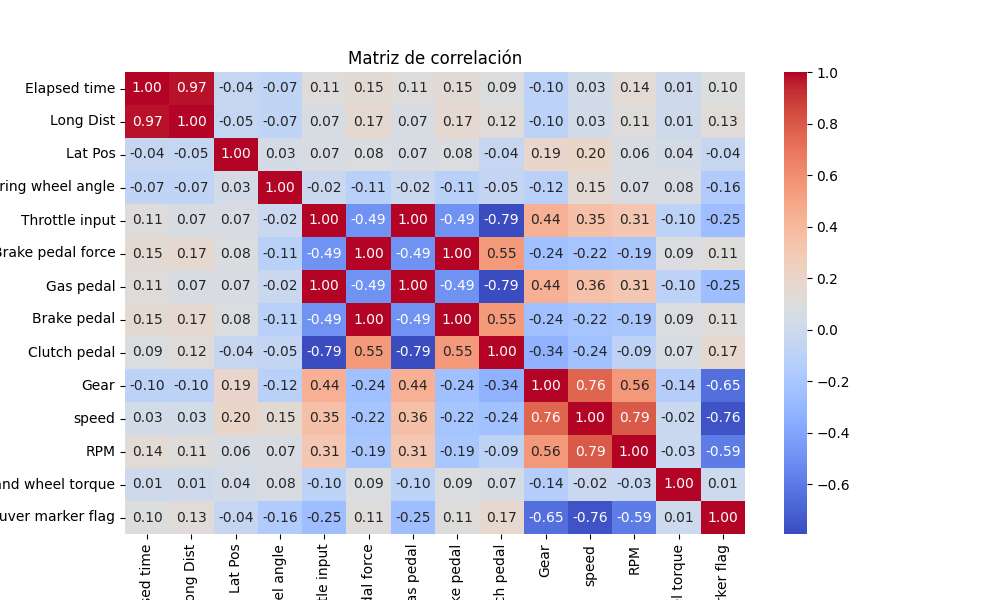 Matriz de correlación
Elapsed time 1.00 0.97 -0.04 -0.07 0.11 0.15 0.11 0.15 0.09 -0.10 0.03 0.14 0.01 0.10
Long Dist 0.97 1.00 -0.05 -0.07 0.07 0.17 0.07 0.17 0.12 -0.10 0.03 0.11 0.01 0.13
Lat Pos -0.04 -0.05 1.00 0.03 0.07 0.08 0.07 0.08 -0.04 0.19 0.20 0.06 0.04 -0.04
ring wheel angle -0.07 -0.07 0.03 1.00 -0.02 -0.11 -0.02 -0.11 -0.05 -0.12 0.15 0.07 0.08 -0.16
Throttle input 0.11 0.07 0.07 -0.02 1.00 -0.49 1.00 -0.49 -0.79 0.44 0.35 0.31 -0.10 -0.25
Brake pedal force 0.15 0.17 0.08 -0.11 -0.49 1.00 -0.49 1.00 0.55 -0.24 -0.22 -0.19 0.09 0.11
Gas pedal 0.11 0.07 0.07 -0.02 1.00 -0.49 1.00 -0.49 -0.79 0.44 0.36 0.31 -0.10 -0.25
Brake pedal 0.15 0.17 0.08 -0.11 -0.49 1.00 -0.49 1.00 0.55 -0.24 -0.22 -0.19 0.09 0.11
Clutch pedal 0.09 0.12 -0.04 -0.05 -0.79 0.55 -0.79 0.55 1.00 -0.34 -0.24 -0.09 0.07 0.17
Gear -0.10 -0.10 0.19 -0.12 0.44 -0.24 0.44 -0.24 -0.34 1.00 0.76 0.56 -0.14 -0.65
speed 0.03 0.03 0.20 0.15 0.35 -0.22 0.36 -0.22 -0.24 0.76 1.00 0.79 -0.02 -0.76
RPM 0.14 0.11 0.06 0.07 0.31 -0.19 0.31 -0.19 -0.09 0.56 0.79 1.00 -0.03 -0.59
and wheel torque 0.01 0.01 0.04 0.08 -0.10 0.09 -0.10 0.09 0.07 -0.14 -0.02 -0.03 1.00 0.01
uver marker flag 0.10 0.13 -0.04 -0.16 -0.25 0.11 -0.25 0.11 0.17 -0.65 -0.76 -0.59 0.01 1.00
sed time
ong Dist
Lat Pos
el angle
tle input
dal force
as pedal
ke pedal
ch pedal
Gear
speed
RPM
l torque
rker flag
1.0
0.8
0.6
0.4
0.2
0.0
−0.2
−0.4
−0.6